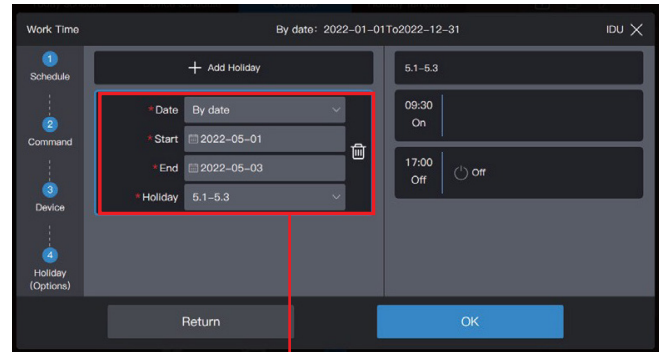 Work Time
By date: 2022-01-01To2022-12-31
IDU
1
Schedule
2
Command
3
Device
4
Holiday
(Options)
+ Add Holiday
*Date By date
*Start 2022-05-01
*End 2022-05-03
*Holiday 5.1-5.3
5.1-5.3
09:30
On
17:00
Off
Off
Return
OK